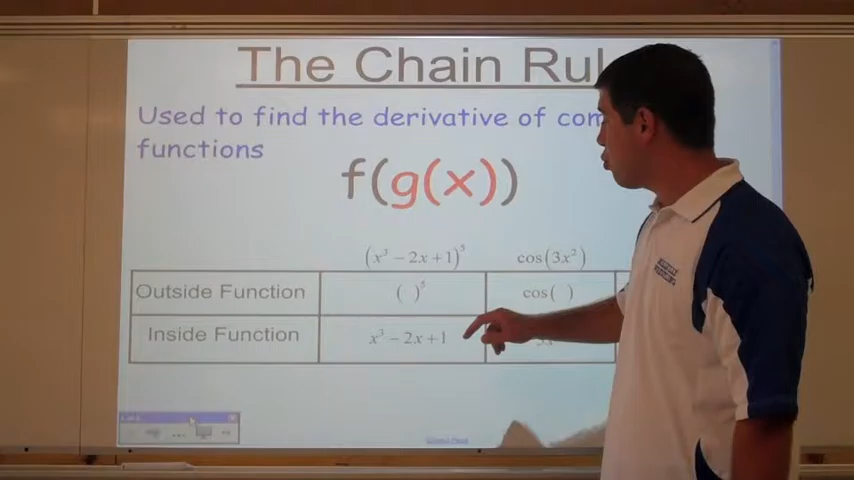 The Chain Rul
Used to find the derivative of com
functions
f(g(x))
(x³ − 2x + 1)⁵ cos(3x²)
Outside Function ( )⁵ cos( )
Inside Function x³ − 2x + 1